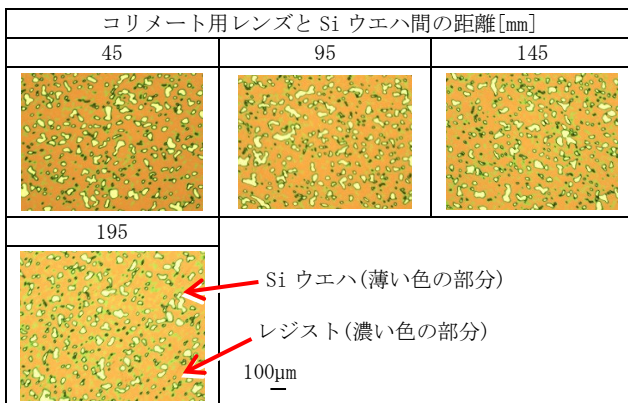 コリメート用レンズと Si ウエハ間の距離[mm]
45 95 145
195
Si ウエハ(薄い色の部分)
レジスト(濃い色の部分)
100μm